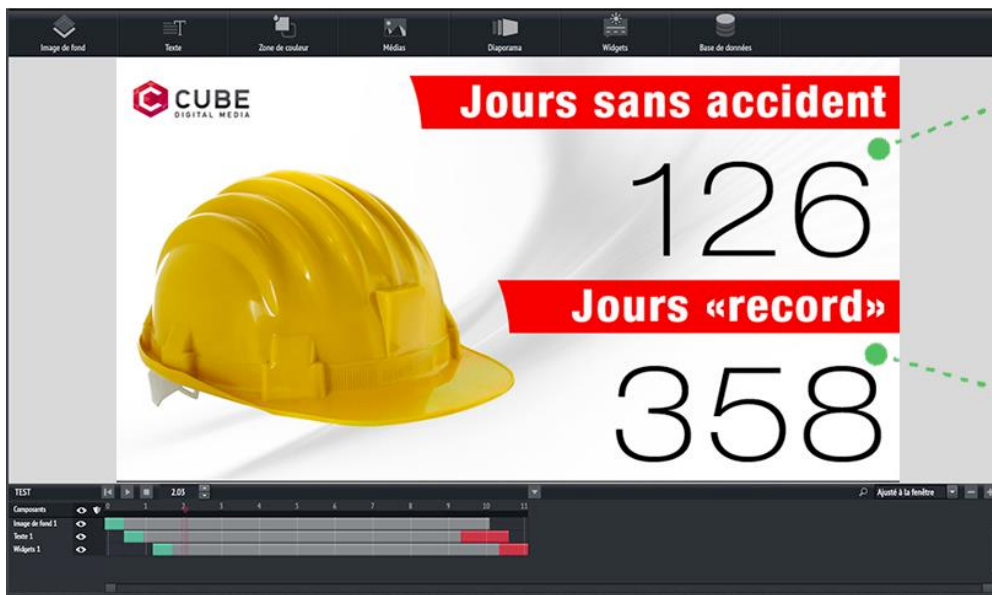 Image de fond
Texte
Zone de couleur
Médias
Diaporama
Widgets
Base de données
CUBE
DIGITAL MEDIA
Jours sans accident
126
Jours «record»
358
TEST
2.03
Ajusté à la fenêtre
Composants
0 1 2 3 4 5 6 7 8 9 10 11
Image de fond 1
Texte 1
Widgets 1